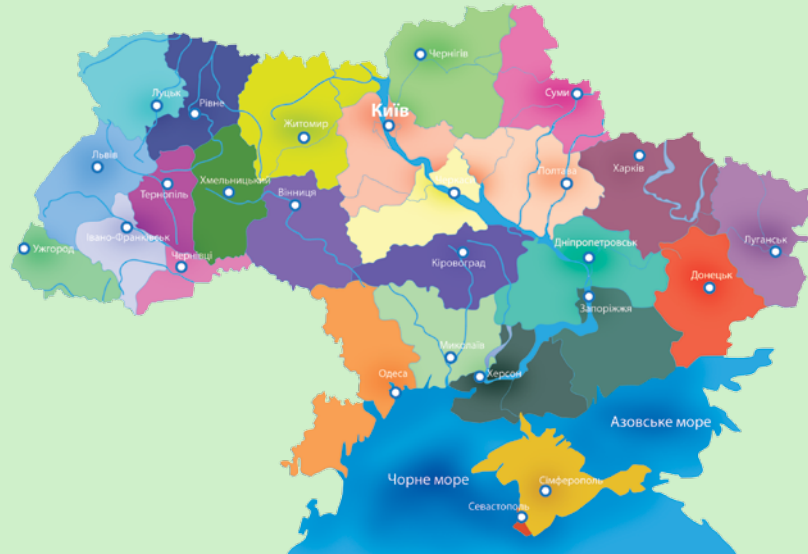 Чернігів
Луцьк
Рівне
Суми
Київ
Житомир
Львів
Харків
Полтава
Тернопіль
Хмельницький
Вінниця
Івано-Франківськ
Ужгород
Чернівці
Кіровоград
Дніпропетровськ
Луганськ
Донецьк
Запоріжжя
Миколаїв
Одеса
Херсон
Азовське море
Чорне море
Сімферополь
Севастополь